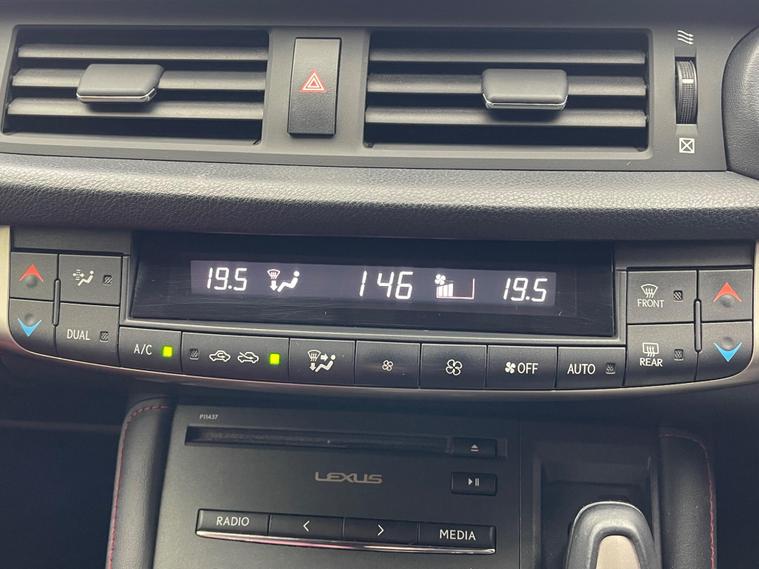 19.5 146 19.5
FRONT
DUAL
A/C
OFF
AUTO
REAR
P11437
LEXUS
RADIO
MEDIA